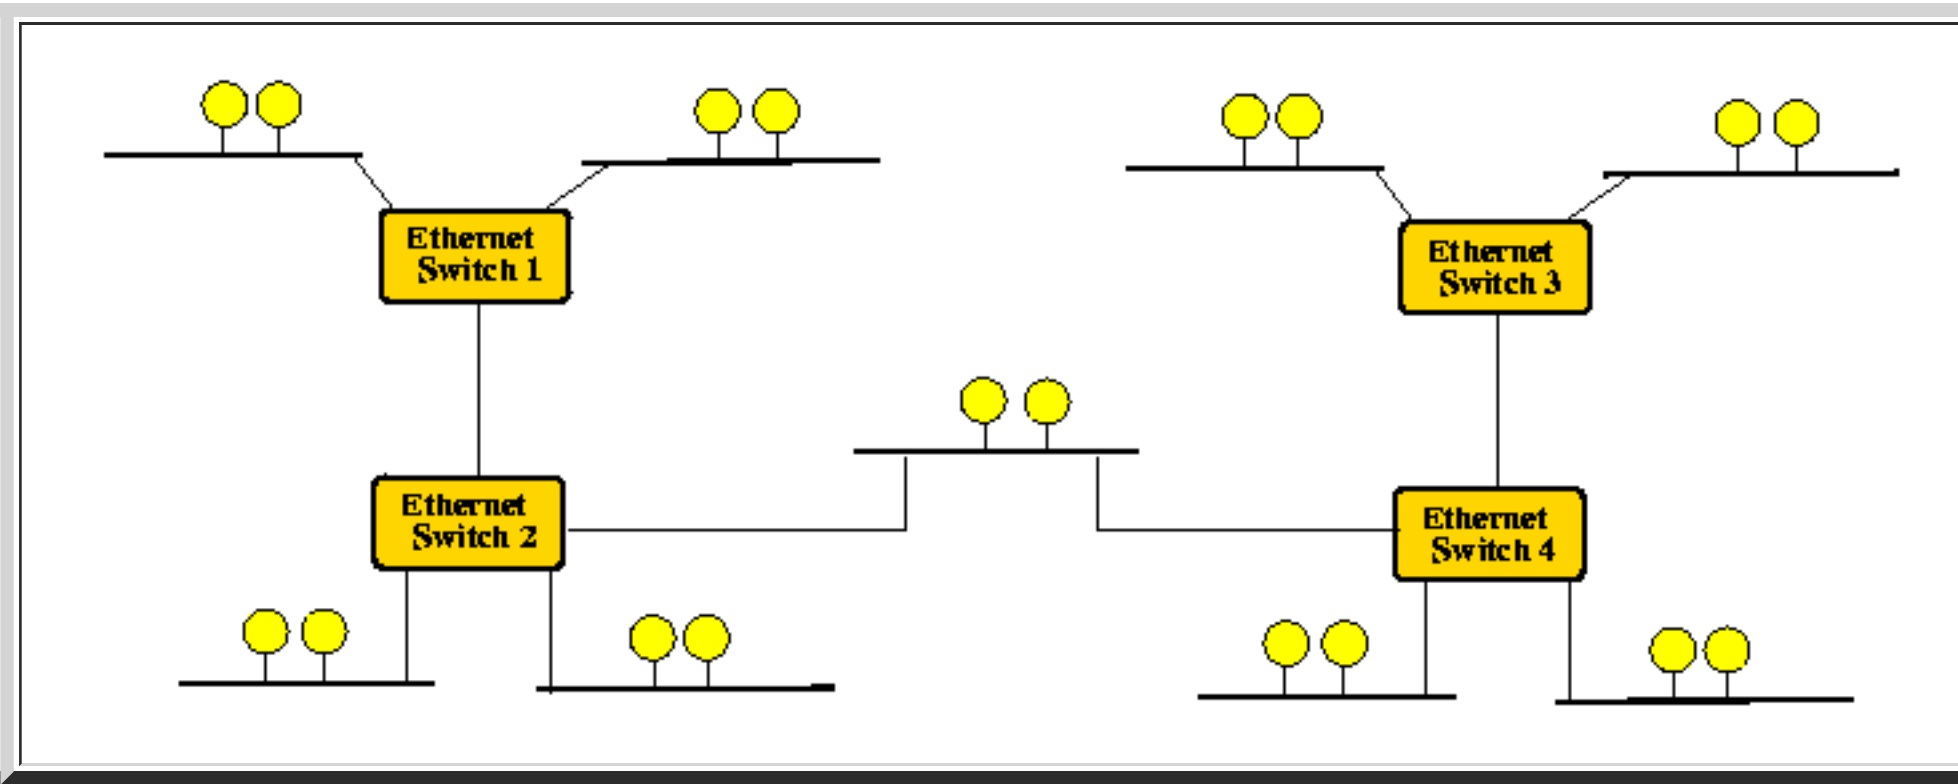 Ethernet
Switch 1
Ethernet
Switch 3
Ethernet
Switch 2
Ethernet
Switch 4